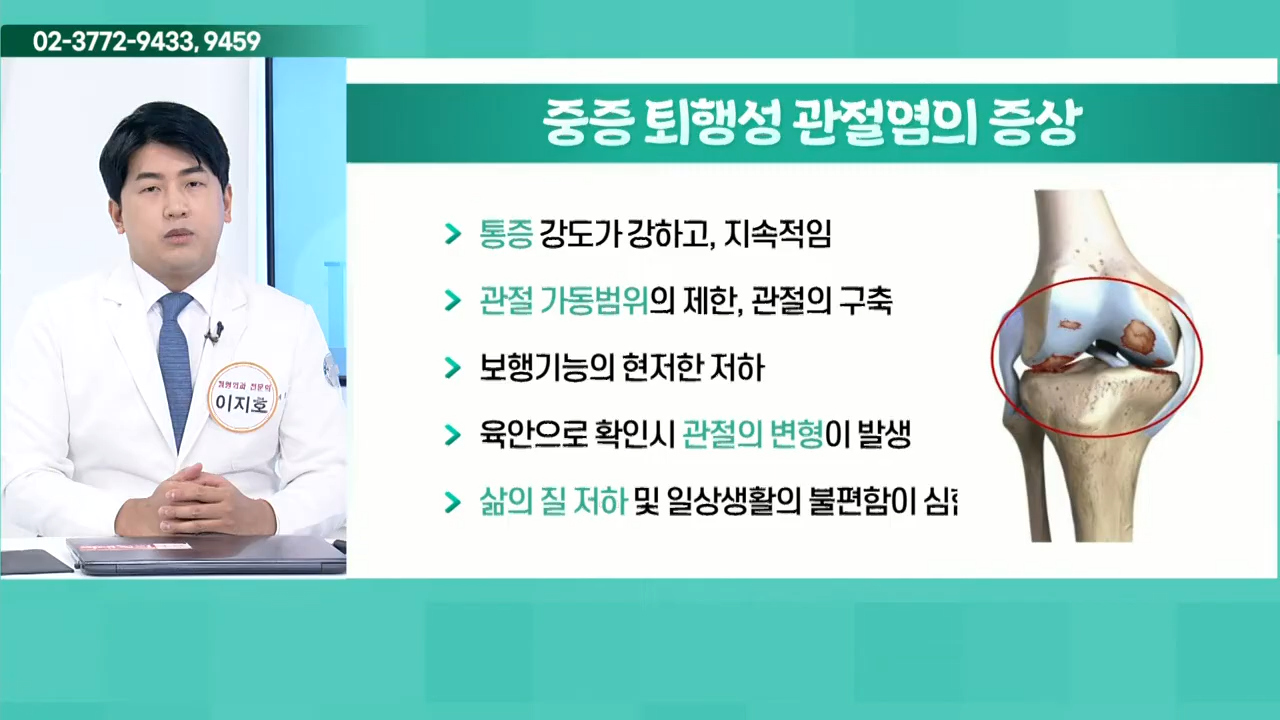 02-3772-9433, 9459
중증 퇴행성 관절염의 증상
통증 강도가 강하고, 지속적임
관절 가동범위의 제한, 관절의 구축
보행기능의 현저한 저하
육안으로 확인시 관절의 변형이 발생
삶의 질 저하 및 일상생활의 불편함이
정형외과 전문의
이지호